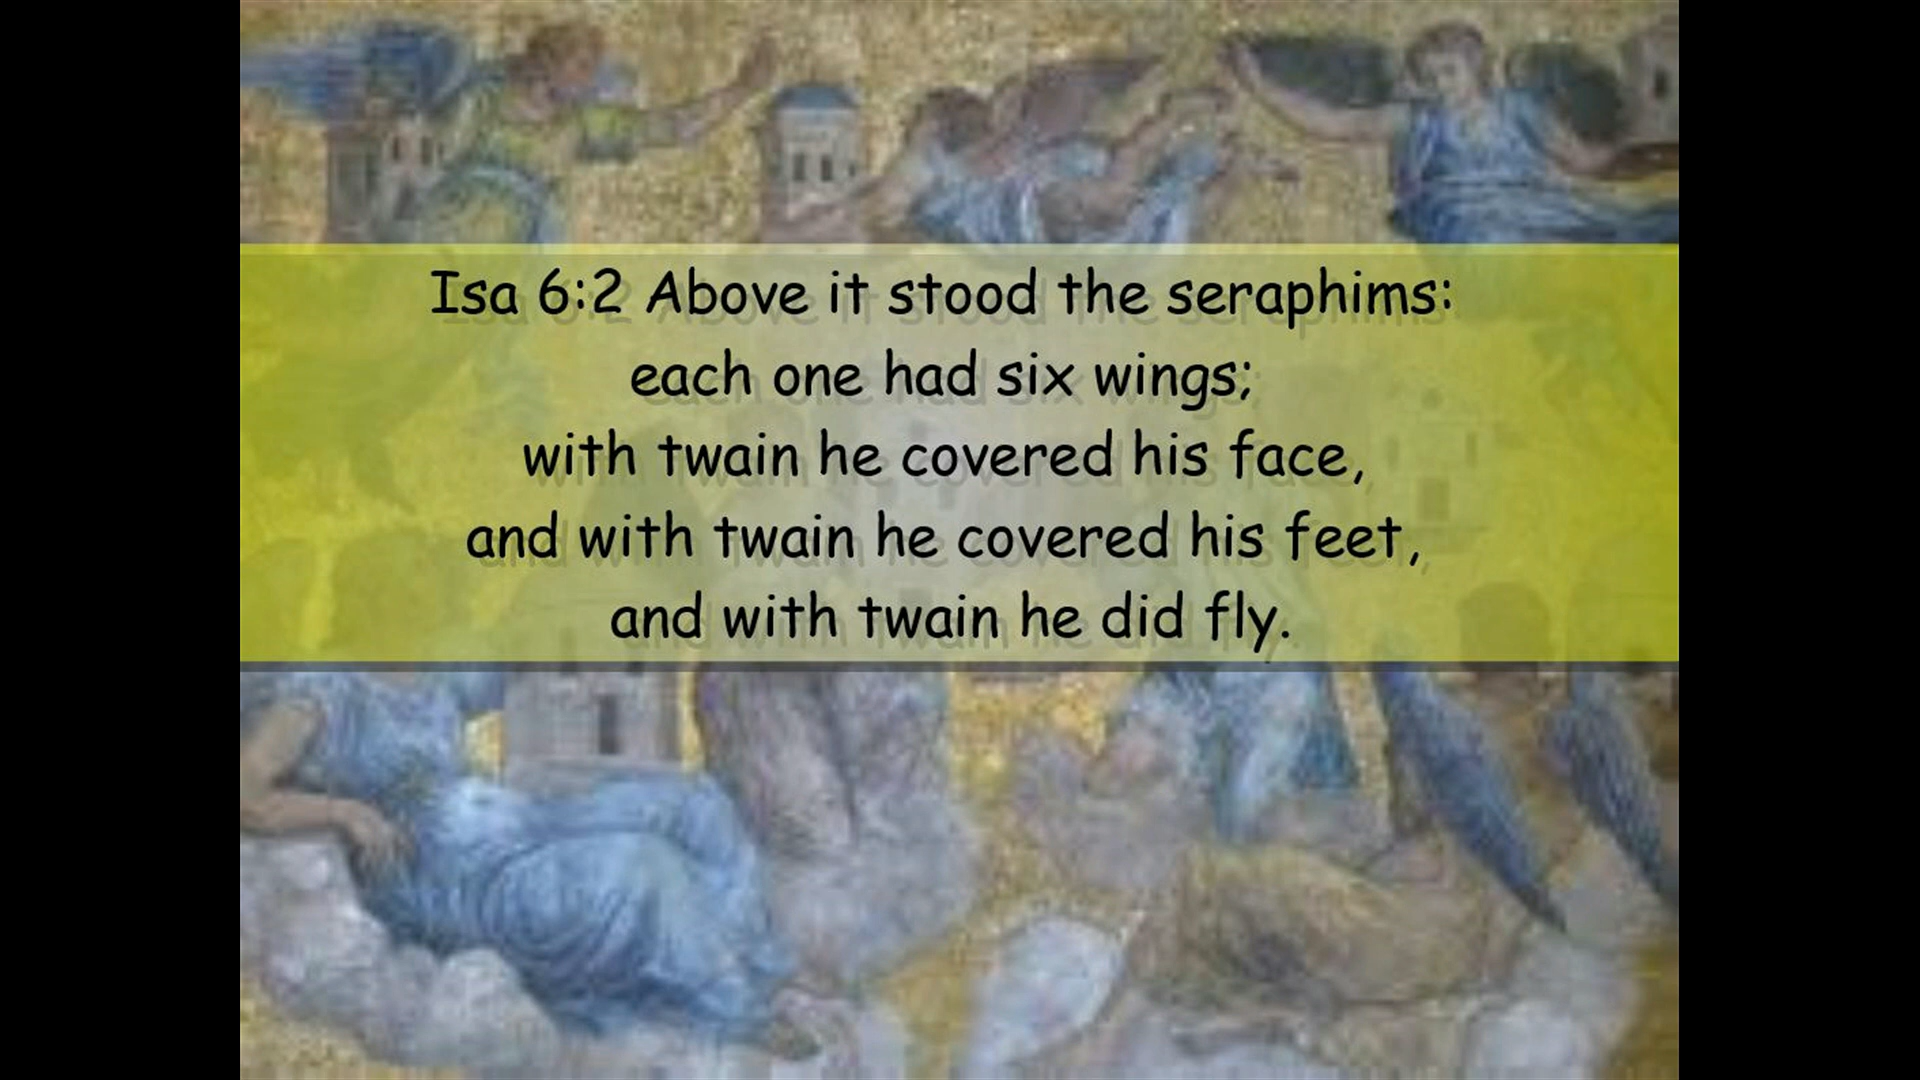 Isa 6:2 Above it stood the seraphims:
each one had six wings;
with twain he covered his face,
and with twain he covered his feet,
and with twain he did fly.